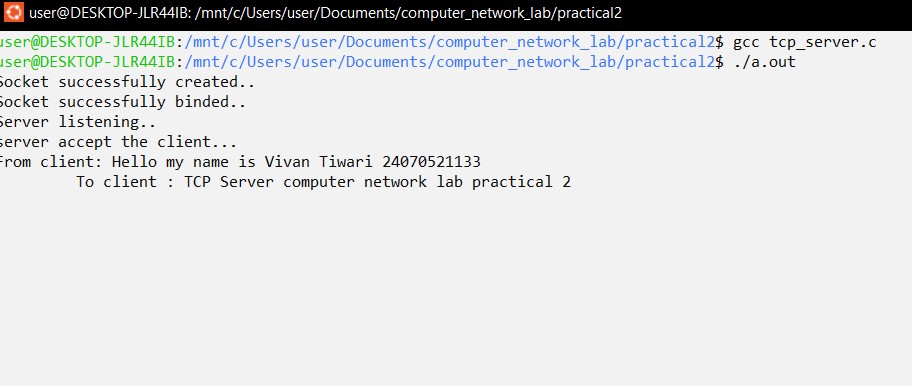 user@DESKTOP-JLR44IB: /mnt/c/Users/user/Documents/computer_network_lab/practical2
user@DESKTOP-JLR44IB:/mnt/c/Users/user/Documents/computer_network_lab/practical2$ gcc tcp_server.c
user@DESKTOP-JLR44IB:/mnt/c/Users/user/Documents/computer_network_lab/practical2$ ./a.out
Socket successfully created..
Socket successfully binded..
Server listening..
server accept the client...
From client: Hello my name is Vivan Tiwari 24070521133
        To client : TCP Server computer network lab practical 2